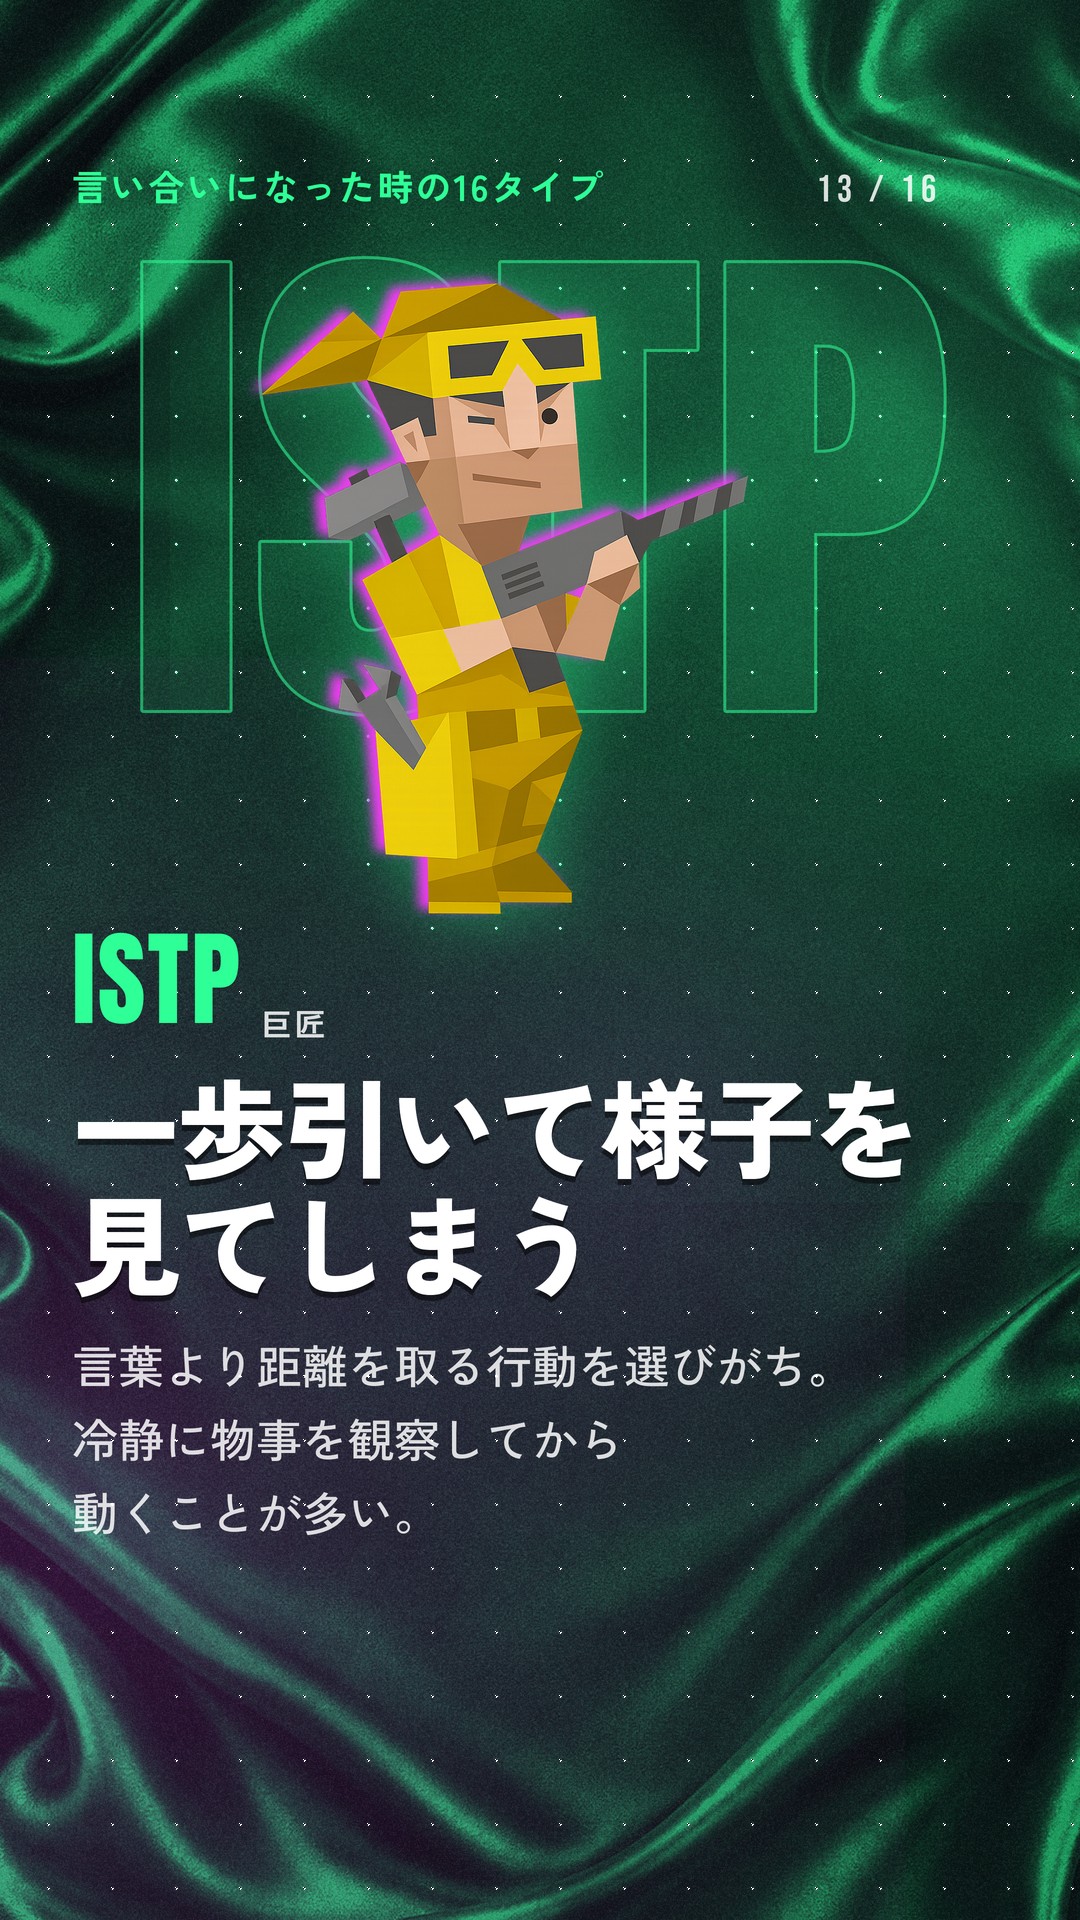 言い合いになった時の16タイプ
13 / 16
ISTP
ISTP
巨匠
一歩引いて様子を
見てしまう
言葉より距離を取る行動を選びがち。
冷静に物事を観察してから
動くことが多い。